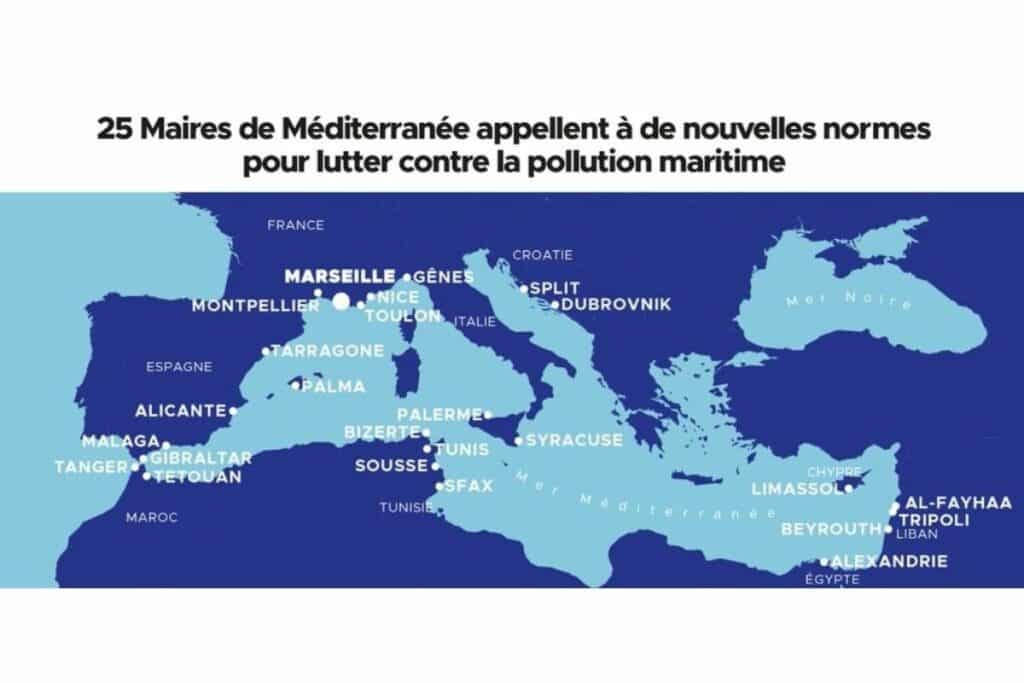 25 Maires de Méditerranée appellent à de nouvelles normes
pour lutter contre la pollution maritime
FRANCE
CROATIE
MARSEILLE
GÊNES
SPLIT
NICE
MONTPELLIER
DUBROVNIK
Mer Noire
TOULON
ITALIE
TARRAGONE
ESPAGNE
PALMA
ALICANTE
PALERME
BIZERTE
MALAGA
SYRACUSE
TUNIS
GIBRALTAR
TANGER
SOUSSE
TETOUAN
CHYPRE
SFAX
LIMASSOL
Mer Méditerranée
AL-FAYHAA
TUNISIE
MAROC
TRIPOLI
BEYROUTH
LIBAN
ALEXANDRIE
ÉGYPTE